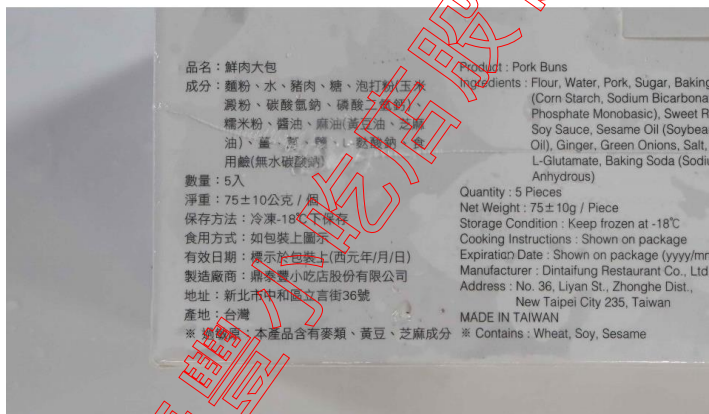 品名：鮮肉大包
成分：麵粉、水、豬肉、糖、泡打粉(玉米
澱粉、碳酸氫鈉、磷酸二氫鈣)、
糯米粉、醬油、麻油(黃豆油、芝麻
油)、薑、蔥、鹽、L-麩酸鈉、食
用鹼(無水碳酸鈉)
數量：5入
淨重：75±10公克 / 個
保存方法：冷凍-18℃下保存
食用方式：如包裝上圖示
有效日期：標示於包裝上(西元年/月/日)
製造廠商：鼎泰豐小吃店股份有限公司
地址：新北市中和區立言街36號
產地：台灣
※ 過敏原：本產品含有麥類、黃豆、芝麻成分
Product : Pork Buns
Ingredients : Flour, Water, Pork, Sugar, Baking
(Corn Starch, Sodium Bicarbona
Phosphate Monobasic), Sweet R
Soy Sauce, Sesame Oil (Soybea
Oil), Ginger, Green Onions, Salt,
L-Glutamate, Baking Soda (Sodi
Anhydrous)
Quantity : 5 Pieces
Net Weight : 75±10g / Piece
Storage Condition : Keep frozen at -18℃
Cooking Instructions : Shown on package
Expiration Date : Shown on package (yyyy/mm
Manufacturer : Dintaifung Restaurant Co., Ltd
Address : No. 36, Liyan St., Zhonghe Dist.,
New Taipei City 235, Taiwan
MADE IN TAIWAN
※ Contains : Wheat, Soy, Sesame
豐小吃店股